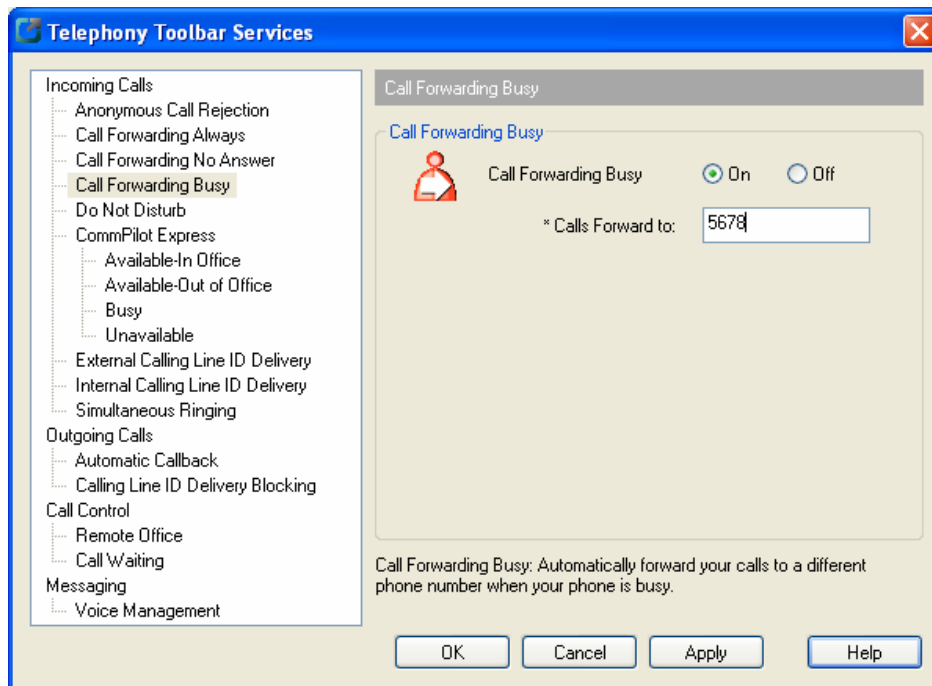 Telephony Toolbar Services
Incoming Calls
Anonymous Call Rejection
Call Forwarding Always
Call Forwarding No Answer
Call Forwarding Busy
Do Not Disturb
CommPilot Express
Available-In Office
Available-Out of Office
Busy
Unavailable
External Calling Line ID Delivery
Internal Calling Line ID Delivery
Simultaneous Ringing
Outgoing Calls
Automatic Callback
Calling Line ID Delivery Blocking
Call Control
Remote Office
Call Waiting
Messaging
Voice Management
Call Forwarding Busy
Call Forwarding Busy
Call Forwarding Busy On Off
* Calls Forward to: 5678
Call Forwarding Busy: Automatically forward your calls to a different
phone number when your phone is busy.
OK Cancel Apply Help